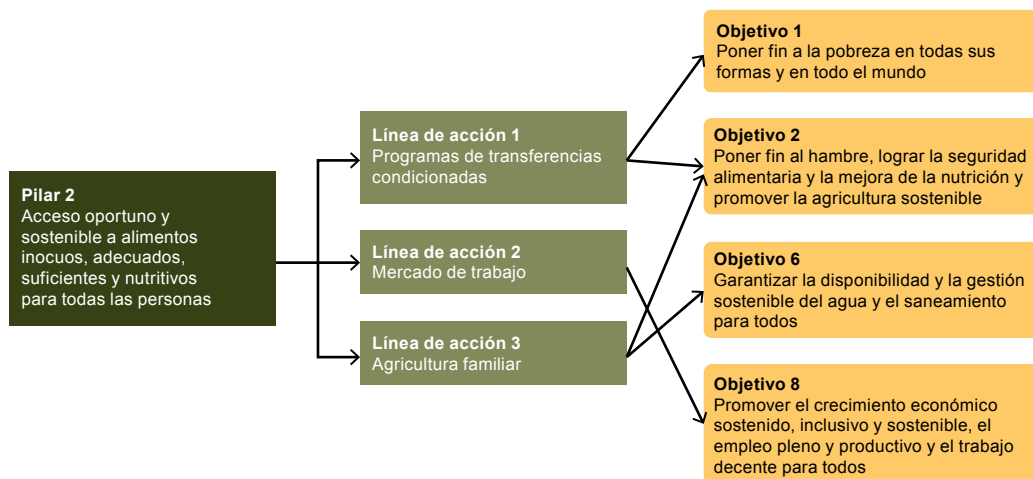 Pilar 2
Acceso oportuno y
sostenible a alimentos
inocuos, adecuados,
suficientes y nutritivos
para todas las personas
Línea de acción 1
Programas de transferencias
condicionadas
Línea de acción 2
Mercado de trabajo
Línea de acción 3
Agricultura familiar
Objetivo 1
Poner fin a la pobreza en todas sus
formas y en todo el mundo
Objetivo 2
Poner fin al hambre, lograr la seguridad
alimentaria y la mejora de la nutrición y
promover la agricultura sostenible
Objetivo 6
Garantizar la disponibilidad y la gestión
sostenible del agua y el saneamiento
para todos
Objetivo 8
Promover el crecimiento económico
sostenido, inclusivo y sostenible, el
empleo pleno y productivo y el trabajo
decente para todos